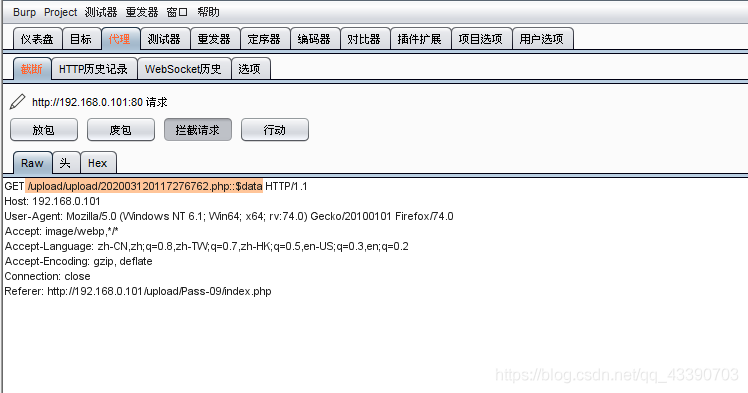 Burp Project 测试器 重发器 窗口 帮助
仪表盘 目标 代理 测试器 重发器 定序器 编码器 对比器 插件扩展 项目选项 用户选项
截断 HTTP历史记录 WebSocket历史 选项
http://192.168.0.101:80 请求
放包 废包 拦截请求 行动
Raw 头 Hex
GET /upload/upload/202003120117276762.php::$data HTTP/1.1
Host: 192.168.0.101
User-Agent: Mozilla/5.0 (Windows NT 6.1; Win64; x64; rv:74.0) Gecko/20100101 Firefox/74.0
Accept: image/webp,*/*
Accept-Language: zh-CN,zh;q=0.8,zh-TW;q=0.7,zh-HK;q=0.5,en-US;q=0.3,en;q=0.2
Accept-Encoding: gzip, deflate
Connection: close
Referer: http://192.168.0.101/upload/Pass-09/index.php
https://blog.csdn.net/qq_43390703